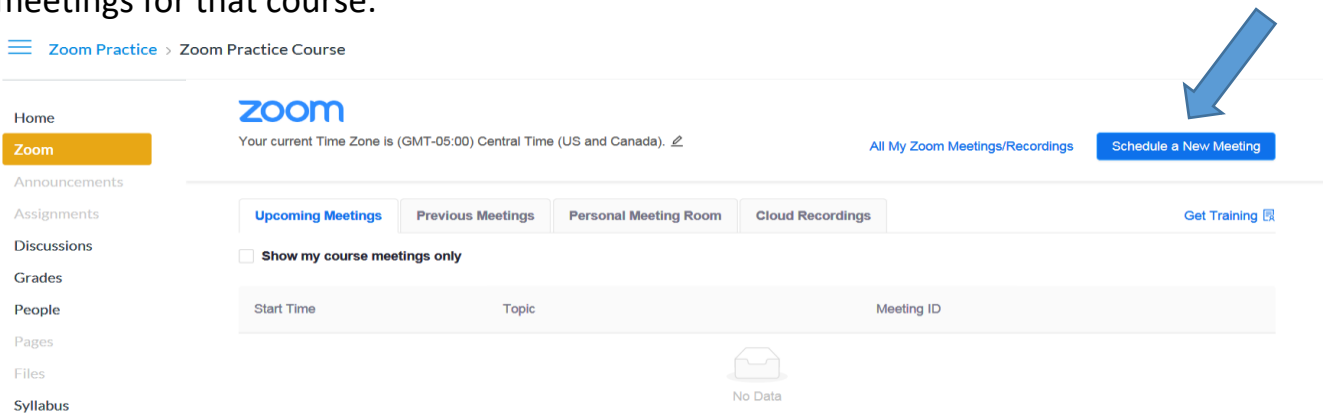 meetings for that course.
Zoom Practice > Zoom Practice Course
Home
Zoom
Announcements
Assignments
Discussions
Grades
People
Pages
Files
Syllabus
zoom
Your current Time Zone is (GMT-05:00) Central Time (US and Canada).
All My Zoom Meetings/Recordings
Schedule a New Meeting
Upcoming Meetings Previous Meetings Personal Meeting Room Cloud Recordings
Get Training
Show my course meetings only
Start Time Topic Meeting ID
No Data